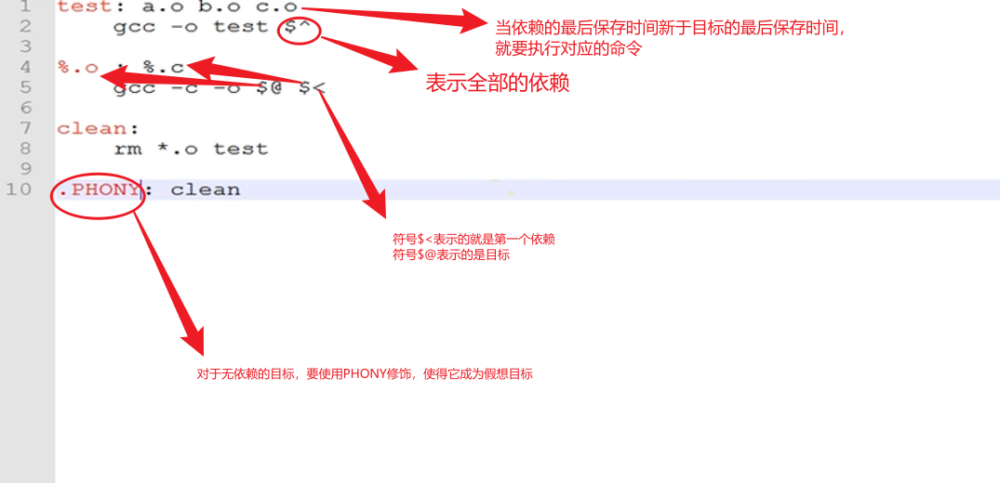 1 test: a.o b.o c.o
2 gcc -o test $^
3
4 %.o : %.c
5 gcc -c -o $@ $<
6
7 clean:
8 rm *.o test
9
10 .PHONY: clean
当依赖的最后保存时间新于目标的最后保存时间，
就要执行对应的命令
表示全部的依赖
符号$<表示的就是第一个依赖
符号$@表示的是目标
对于无依赖的目标，要使用PHONY修饰，使得它成为假想目标